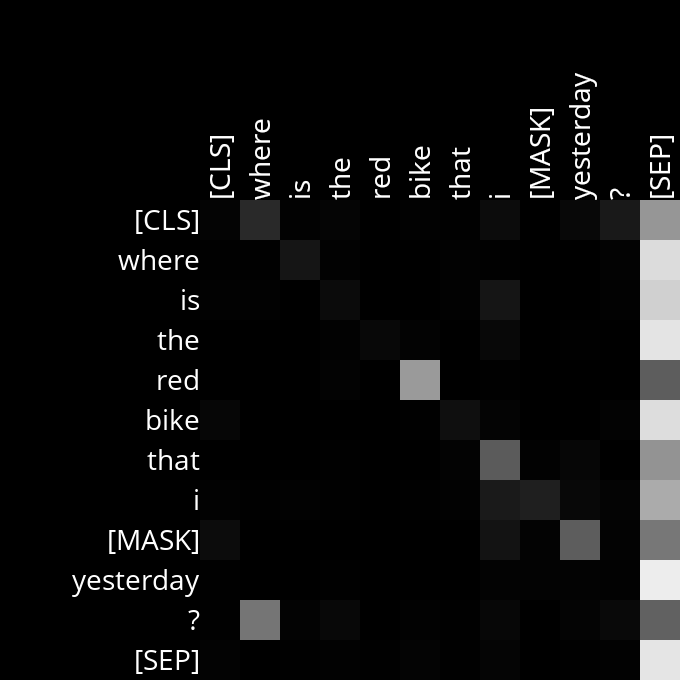 [CLS]
where
is
the
red
bike
that
i
[MASK]
yesterday
?
[SEP]
[CLS]
where
is
the
red
bike
that
i
[MASK]
yesterday
?
[SEP]